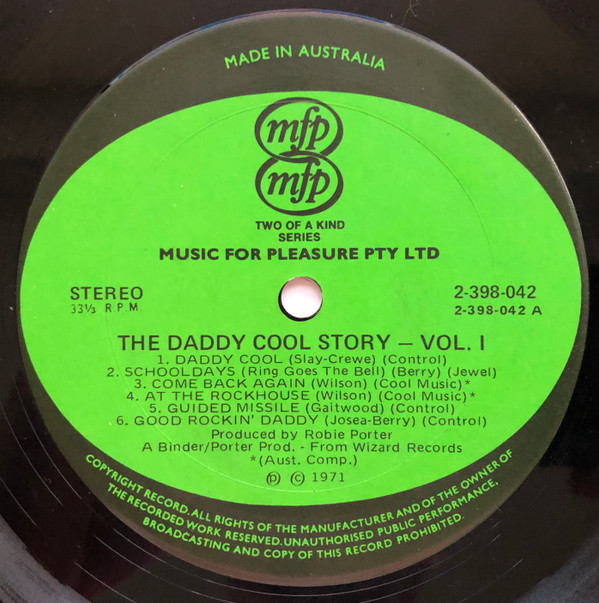 MADE IN AUSTRALIA
mfp
mfp
TWO OF A KIND
SERIES
MUSIC FOR PLEASURE PTY LTD
STEREO
33⅓ R.P.M.
2-398-042
2-398-042 A
THE DADDY COOL STORY – VOL. I
1. DADDY COOL (Slay-Crewe) (Control)
2. SCHOOLDAYS (Ring Goes The Bell) (Berry) (Jewel)
3. COME BACK AGAIN (Wilson) (Cool Music)*
4. AT THE ROCKHOUSE (Wilson) (Cool Music)*
5. GUIDED MISSILE (Gaitwood) (Control)
6. GOOD ROCKIN' DADDY (Josea-Berry) (Control)
Produced by Robie Porter
A Binder/Porter Prod. - From Wizard Records
*(Aust. Comp.)
℗ © 1971
COPYRIGHT RECORD. ALL RIGHTS OF THE MANUFACTURER AND OF THE OWNER OF
THE RECORDED WORK RESERVED. UNAUTHORISED PUBLIC PERFORMANCE,
BROADCASTING AND COPY OF THIS RECORD PROHIBITED.